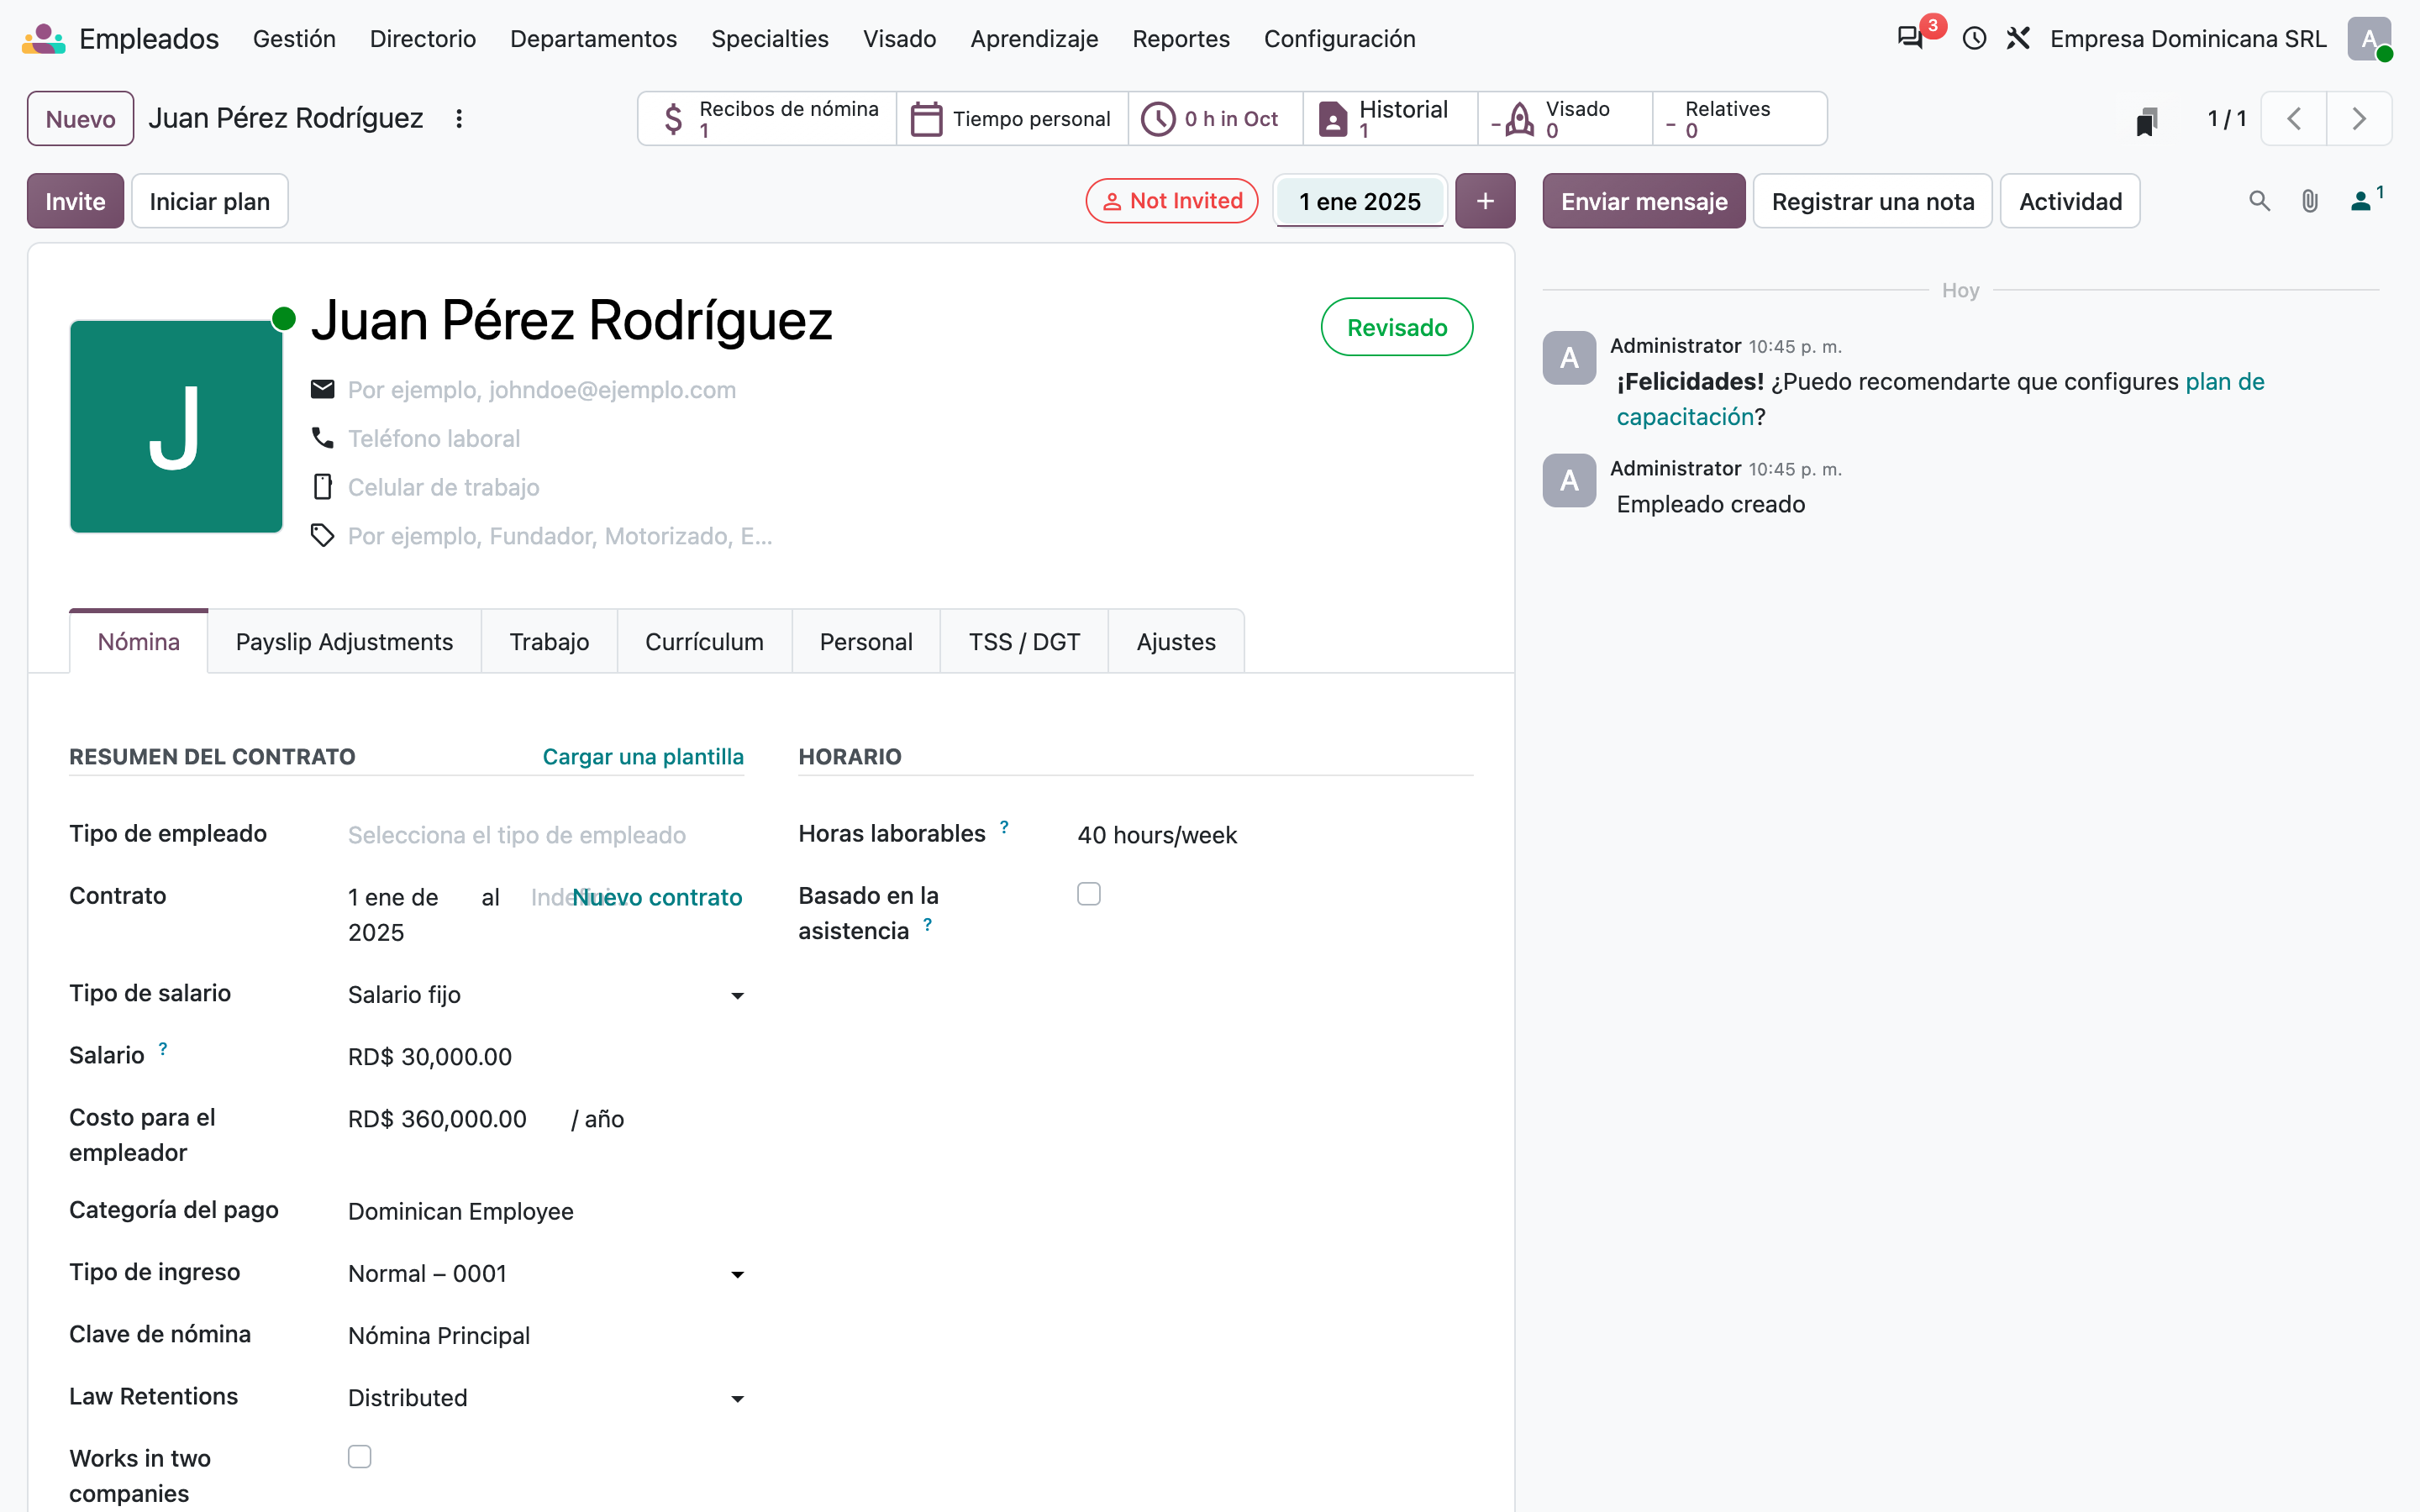 Empleados Gestión Directorio Departamentos Specialties Visado Aprendizaje Reportes Configuración 3 Empresa Dominicana SRL A
Nuevo Juan Pérez Rodríguez Recibos de nómina 1 Tiempo personal 0 h in Oct Historial 1 Visado 0 Relatives 0 1 / 1
Invite Iniciar plan Not Invited 1 ene 2025 + Enviar mensaje Registrar una nota Actividad 1
Juan Pérez Rodríguez
Revisado
J
Por ejemplo, johndoe@ejemplo.com
Teléfono laboral
Celular de trabajo
Por ejemplo, Fundador, Motorizado, E...
Nómina Payslip Adjustments Trabajo Currículum Personal TSS / DGT Ajustes
RESUMEN DEL CONTRATO Cargar una plantilla
Tipo de empleado Selecciona el tipo de empleado
Contrato 1 ene de 2025 al Nuevo contrato
Tipo de salario Salario fijo
Salario ? RD$ 30,000.00
Costo para el empleador RD$ 360,000.00 / año
Categoría del pago Dominican Employee
Tipo de ingreso Normal – 0001
Clave de nómina Nómina Principal
Law Retentions Distributed
Works in two companies
HORARIO
Horas laborables ? 40 hours/week
Basado en la asistencia ?
Hoy
A Administrator 10:45 p. m.
¡Felicidades! ¿Puedo recomendarte que configures plan de
capacitación?
A Administrator 10:45 p. m.
Empleado creado